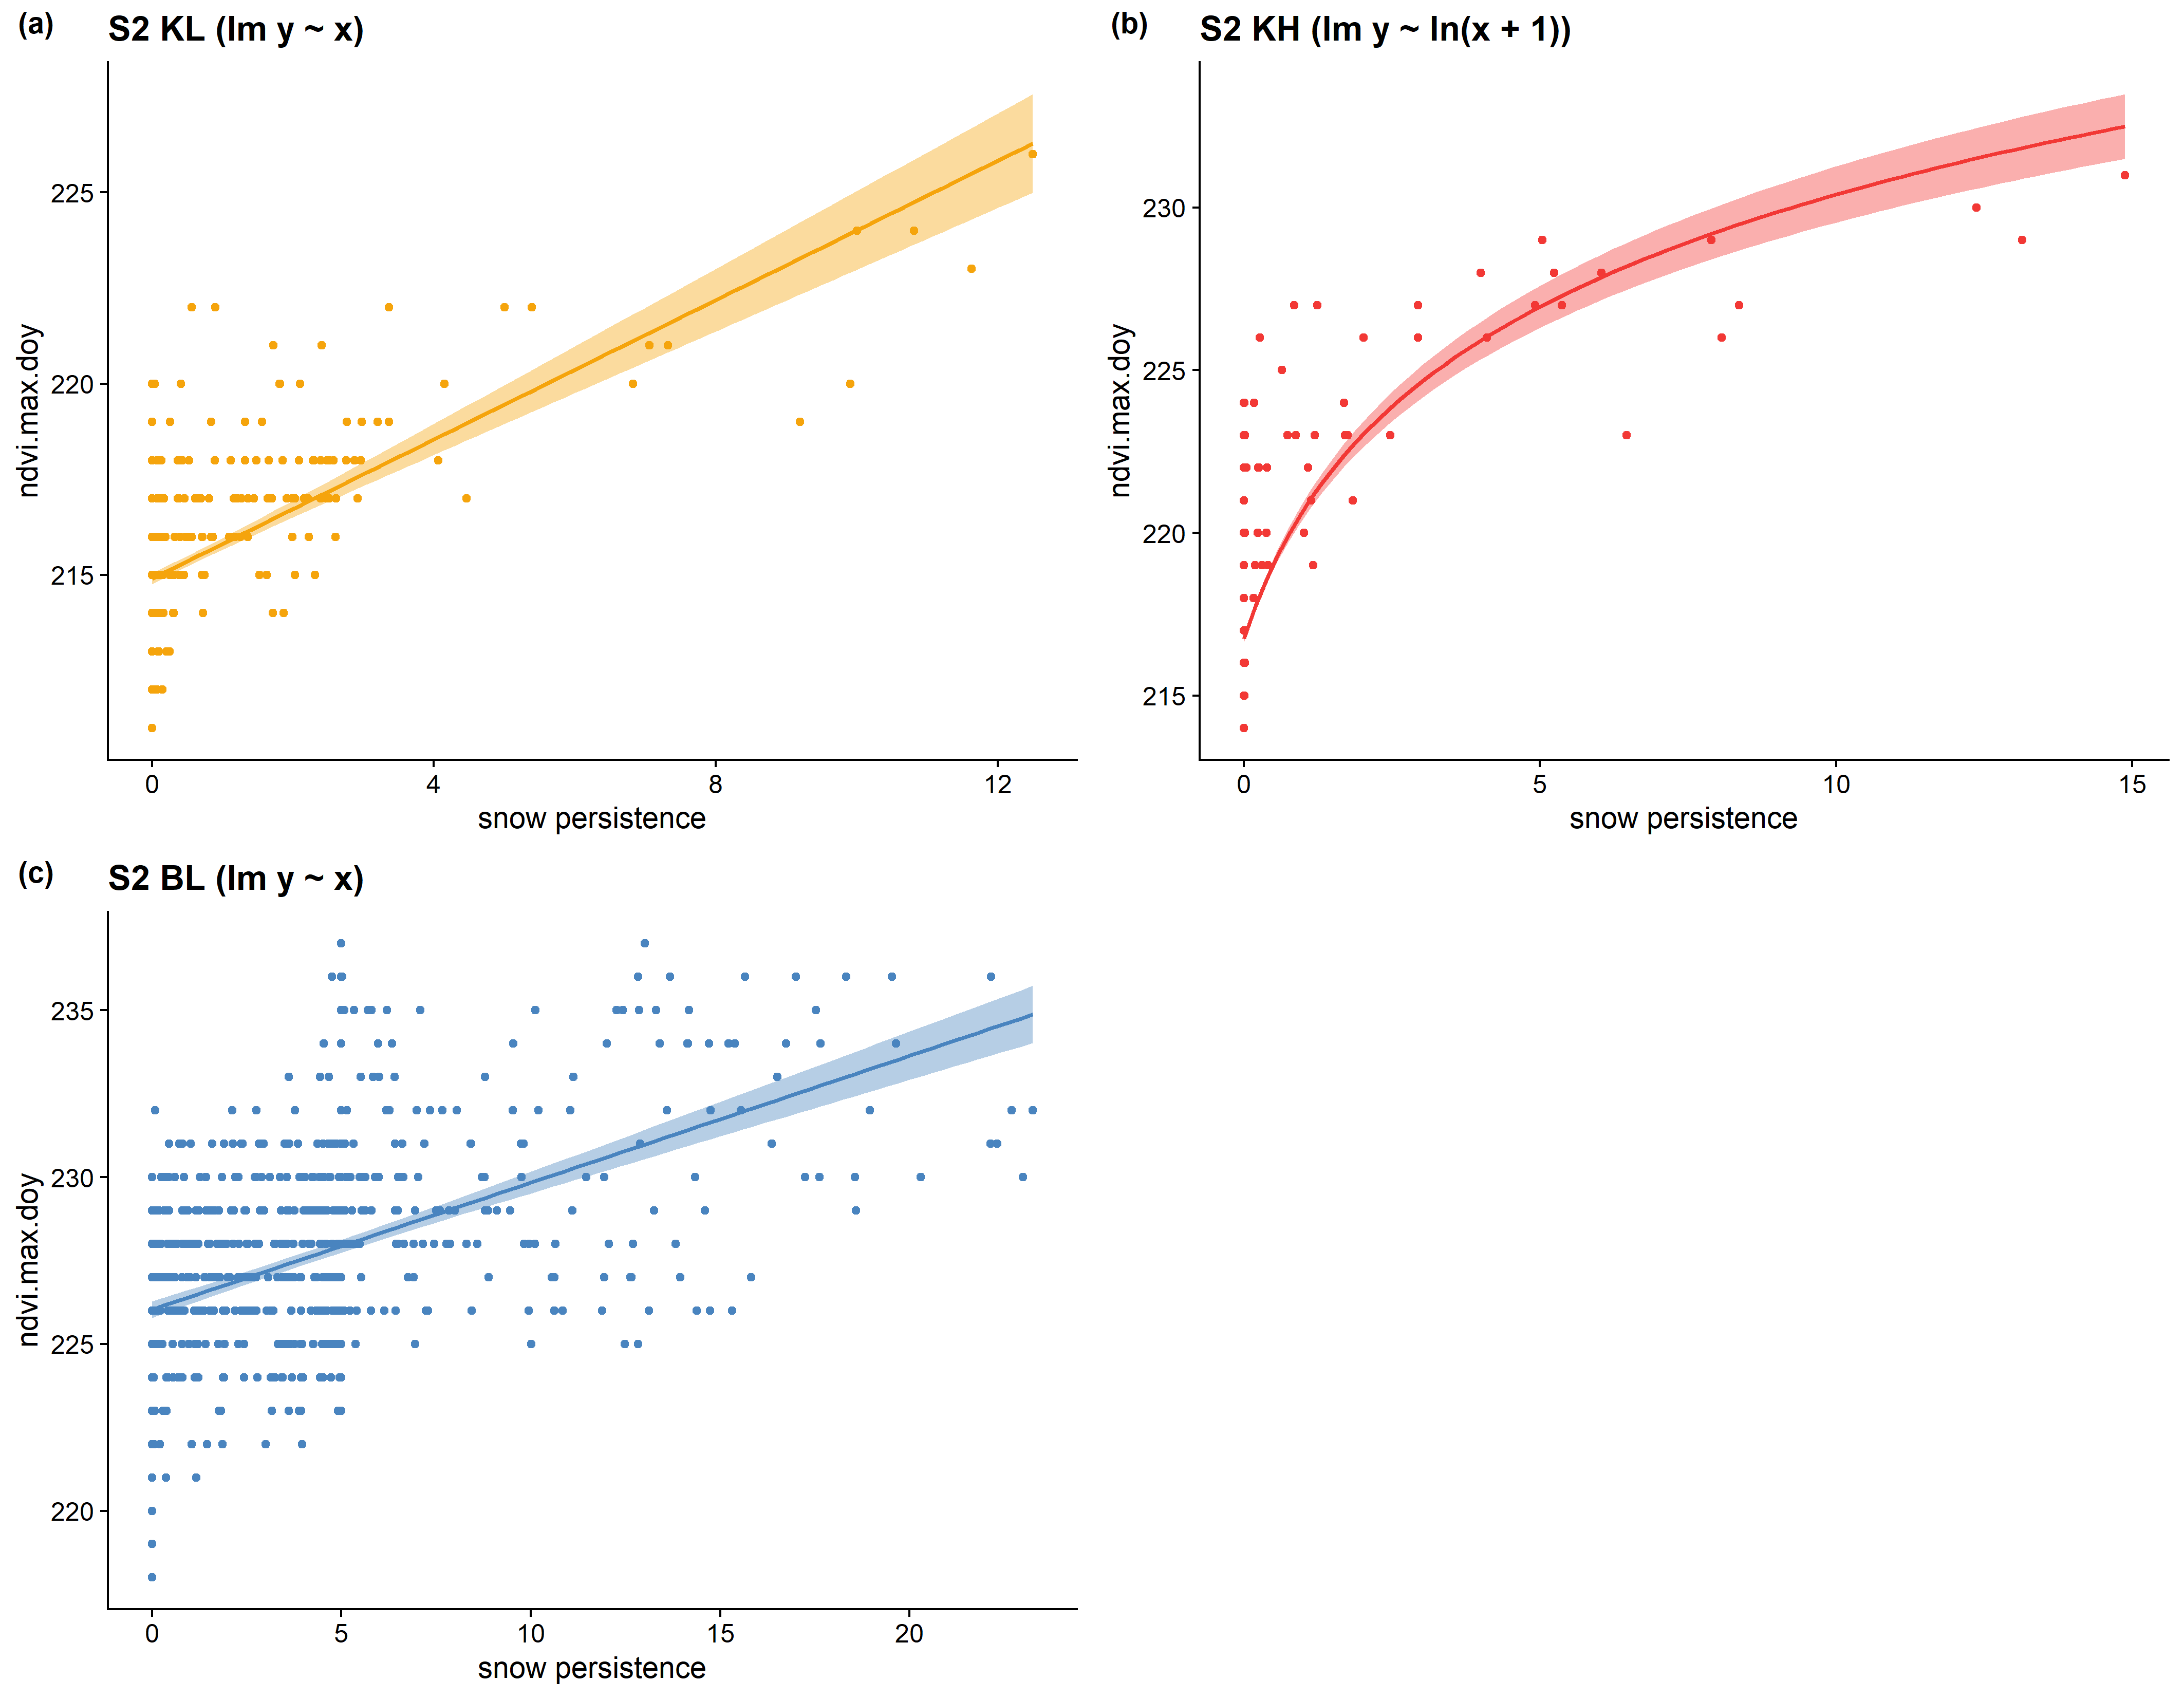 (a) S2 KL (lm y ~ x)
ndvi.max.doy
225
220
215
0 4 8 12
snow persistence
(b) S2 KH (lm y ~ ln(x + 1))
ndvi.max.doy
230
225
220
215
0 5 10 15
snow persistence
(c) S2 BL (lm y ~ x)
ndvi.max.doy
235
230
225
220
0 5 10 15 20
snow persistence